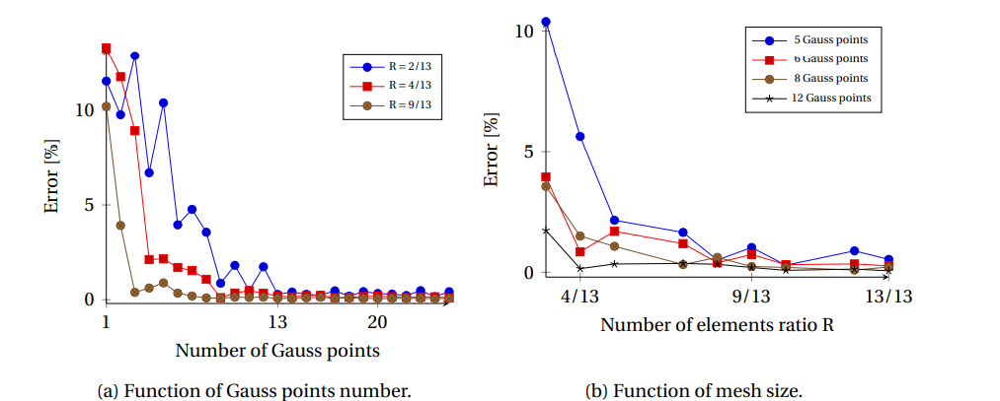 R = 2/13
R = 4/13
R = 9/13
10
5
0
Error [%]
1
13
20
Number of Gauss points
(a) Function of Gauss points number.
5 Gauss points
6 Gauss points
8 Gauss points
12 Gauss points
10
5
0
Error [%]
4/13
9/13
13/13
Number of elements ratio R
(b) Function of mesh size.